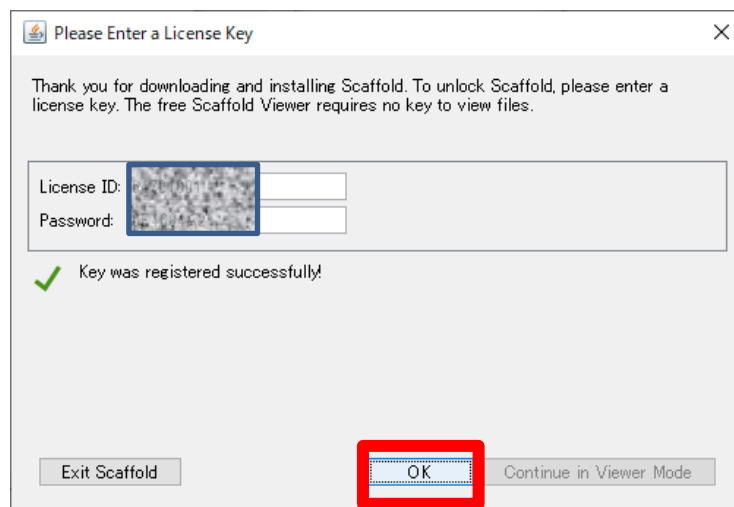 Please Enter a License Key
Thank you for downloading and installing Scaffold. To unlock Scaffold, please enter a
license key. The free Scaffold Viewer requires no key to view files.
License ID:
Password:
Key was registered successfully!
Exit Scaffold
OK
Continue in Viewer Mode